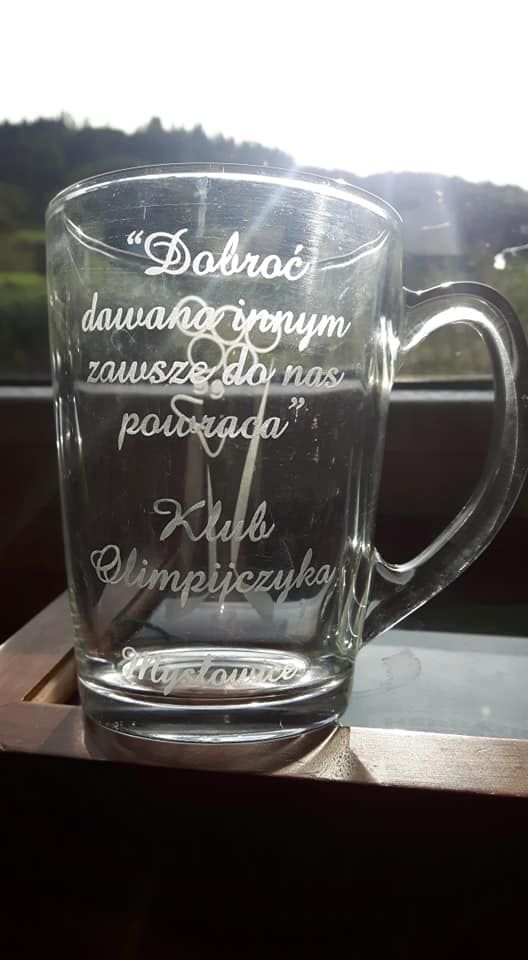 “Dobroć
dawana innym
zawsze do nas
powraca”
Klub
Olimpijczyka
Mysłowice